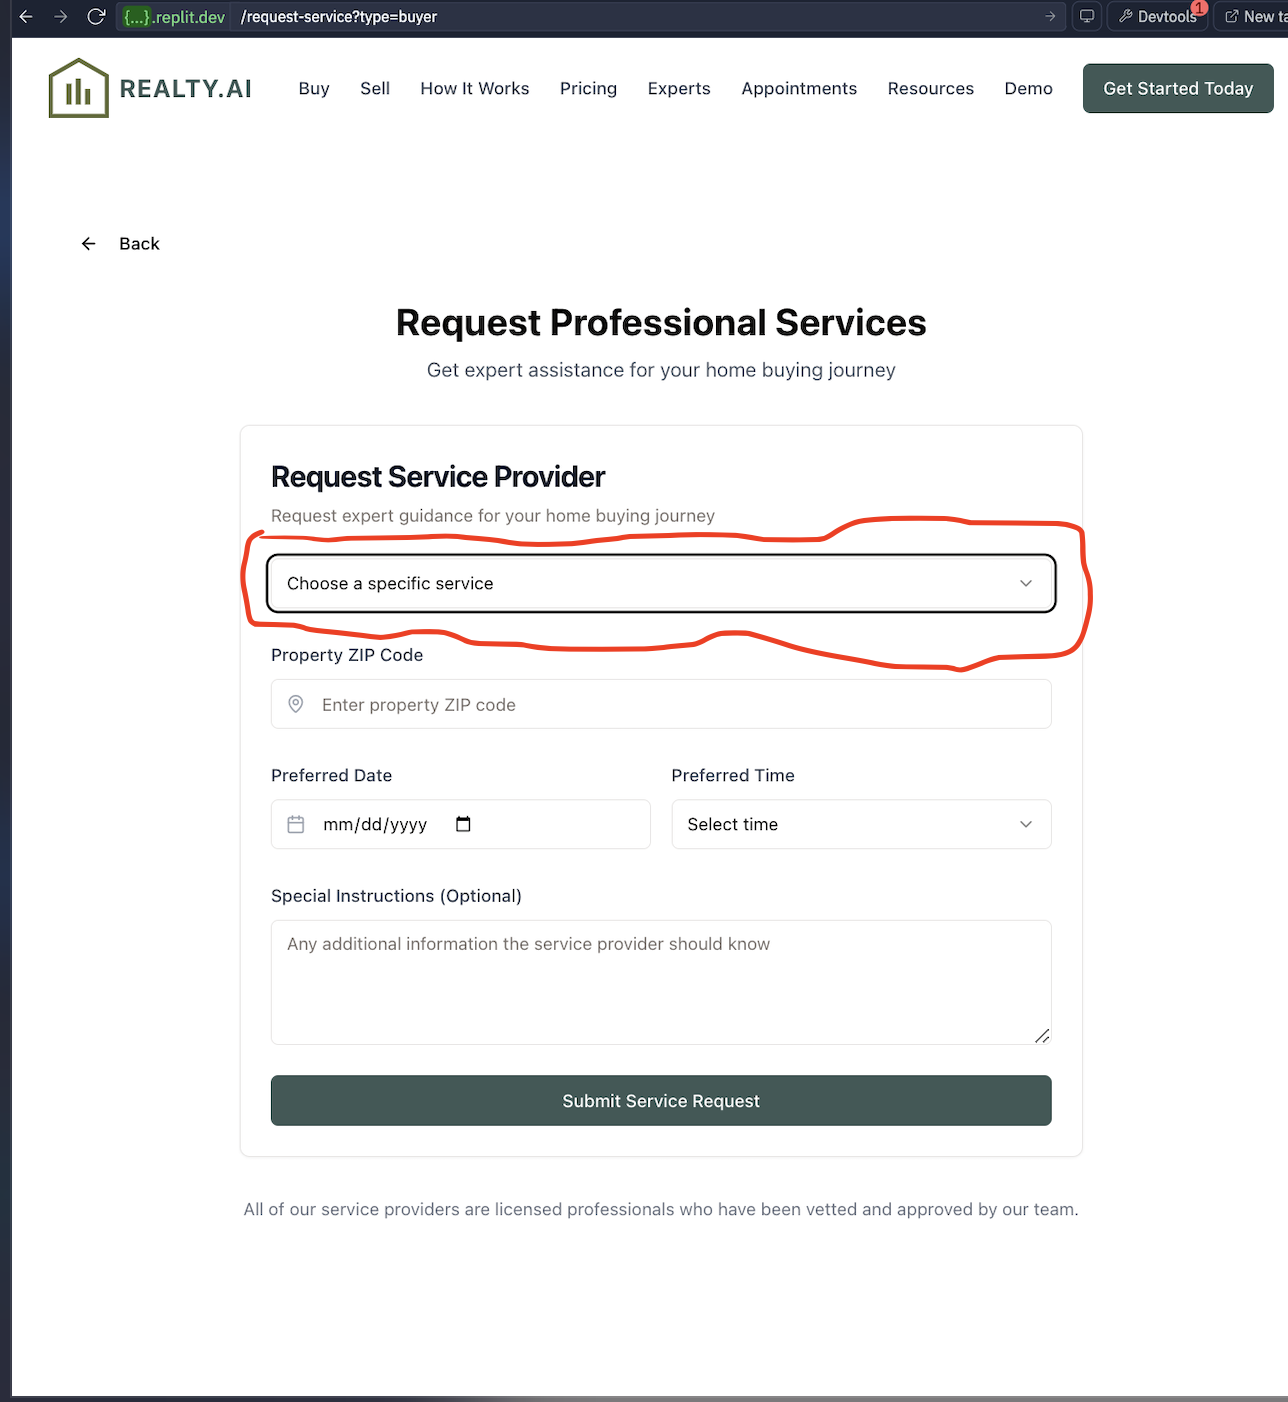 {...}.replit.dev /request-service?type=buyer Devtools 1 New ta
REALTY.AI Buy Sell How It Works Pricing Experts Appointments Resources Demo Get Started Today
Back
Request Professional Services
Get expert assistance for your home buying journey
Request Service Provider
Request expert guidance for your home buying journey
Choose a specific service
Property ZIP Code
Enter property ZIP code
Preferred Date Preferred Time
mm/dd/yyyy Select time
Special Instructions (Optional)
Any additional information the service provider should know
Submit Service Request
All of our service providers are licensed professionals who have been vetted and approved by our team.